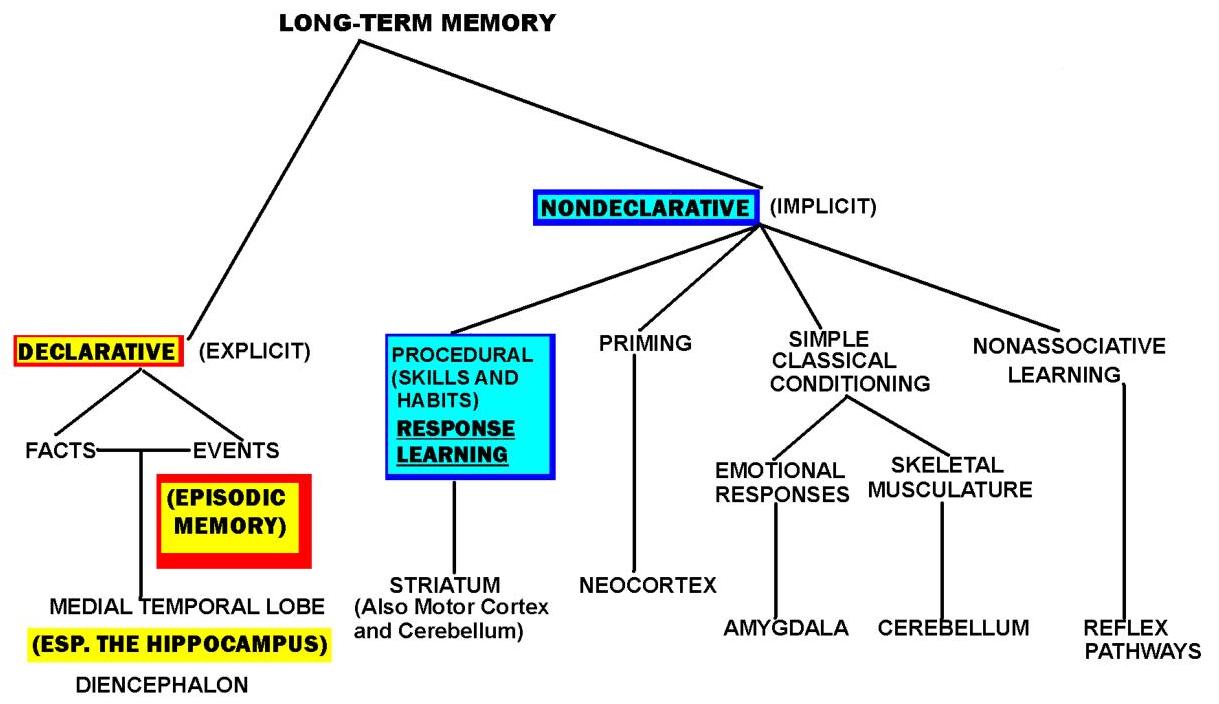 LONG-TERM MEMORY
NONDECLARATIVE (IMPLICIT)
DECLARATIVE (EXPLICIT)
FACTS EVENTS
(EPISODIC
MEMORY)
MEDIAL TEMPORAL LOBE
(ESP. THE HIPPOCAMPUS)
DIENCEPHALON
PROCEDURAL
(SKILLS AND
HABITS)
RESPONSE
LEARNING
STRIATUM
(Also Motor Cortex
and Cerebellum)
PRIMING
NEOCORTEX
SIMPLE
CLASSICAL
CONDITIONING
EMOTIONAL
RESPONSES
AMYGDALA
SKELETAL
MUSCULATURE
CEREBELLUM
NONASSOCIATIVE
LEARNING
REFLEX
PATHWAYS